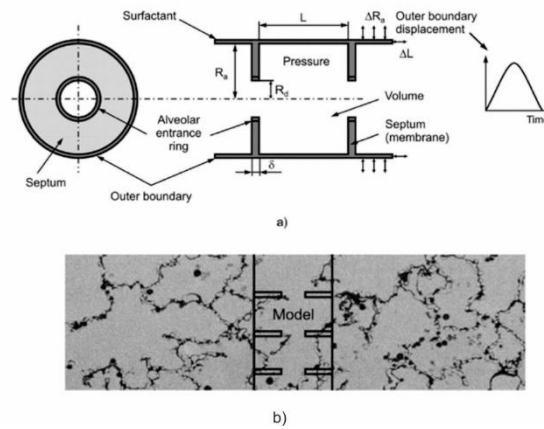 Surfactant
L
ΔRa
Outer boundary
displacement
Ra
Pressure
ΔL
Rd
Volume
Time
Alveolar
entrance
ring
Septum
(membrane)
Septum
Outer boundary
δ
a)
Model
b)